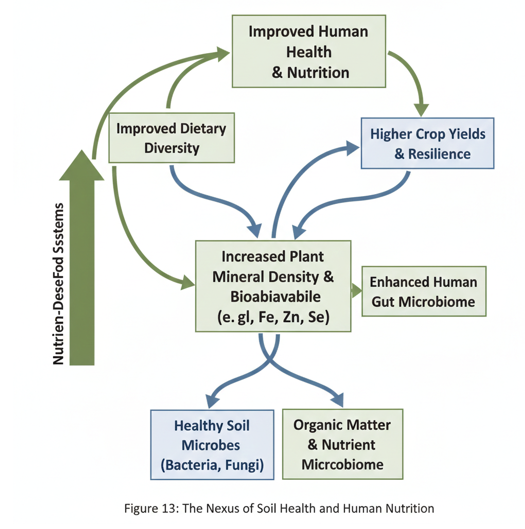 Improved Human
Health
& Nutrition
Improved Dietary
Diversity
Higher Crop Yields
& Resilience
Nutrien-DeseFod Ssstems
Increased Plant
Mineral Density &
Bioabiavabile
(e. gl, Fe, Zn, Se)
Enhanced Human
Gut Microbiome
Healthy Soil
Microbes
(Bacteria, Fungi)
Organic Matter
& Nutrient
Micrcobiome
Figure 13: The Nexus of Soil Health and Human Nutrition